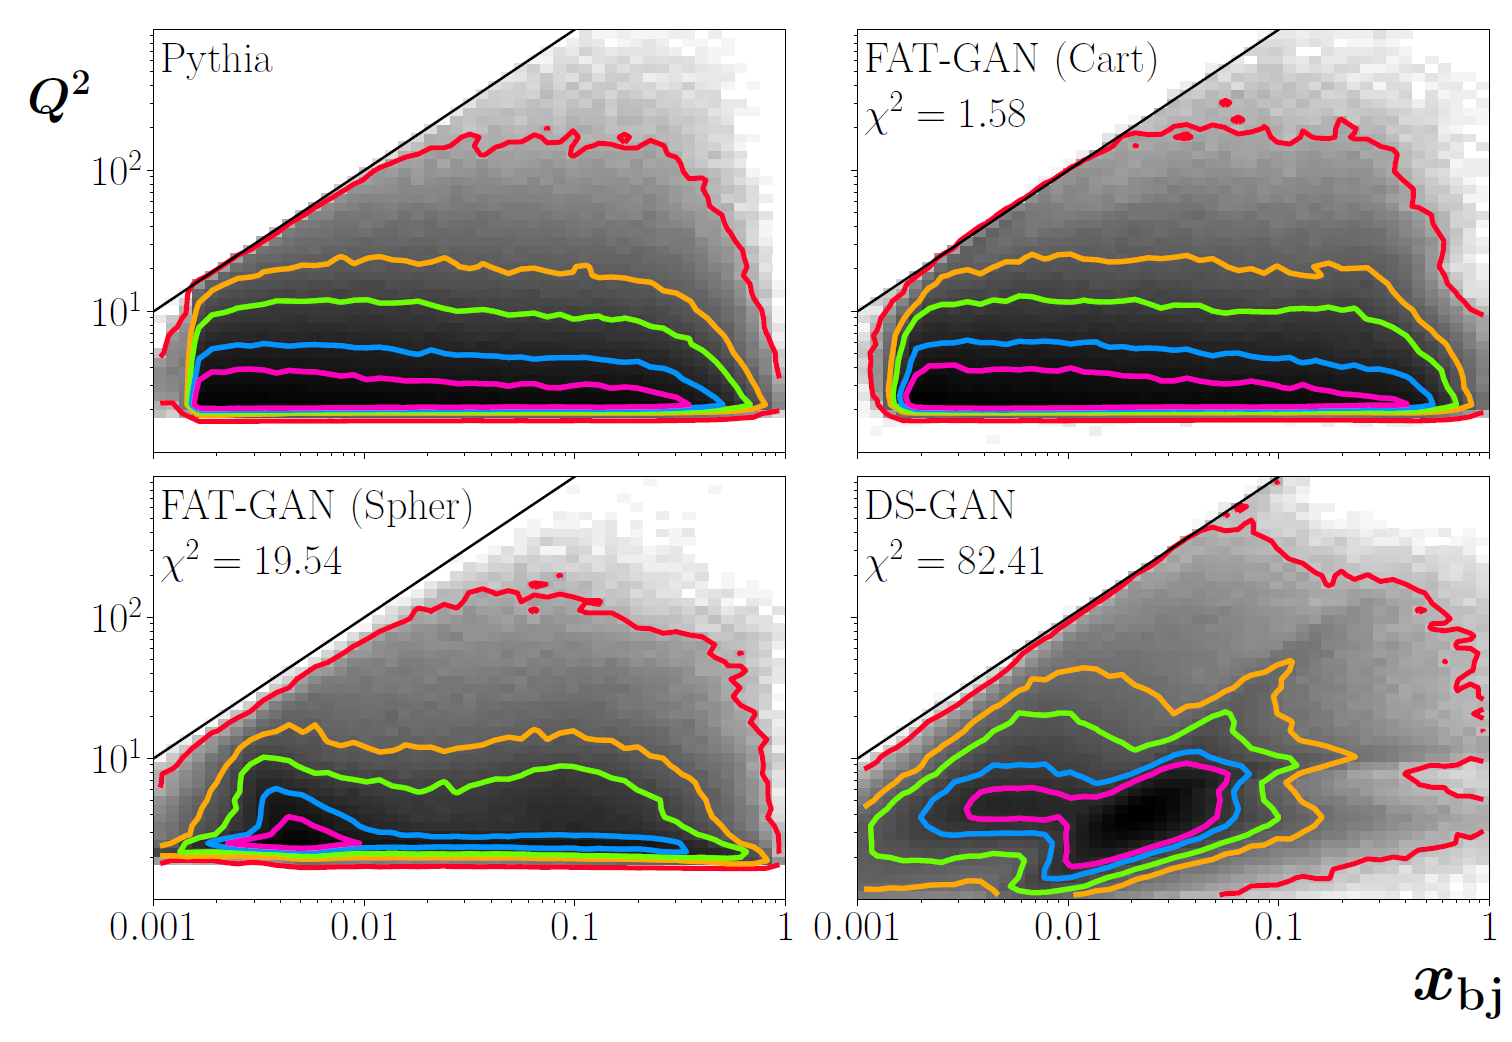 Q²
Pythia
10²
10¹
FAT-GAN (Cart)
χ² = 1.58
FAT-GAN (Spher)
χ² = 19.54
10²
10¹
0.001 0.01 0.1 1
DS-GAN
χ² = 82.41
0.001 0.01 0.1 1
x_bj